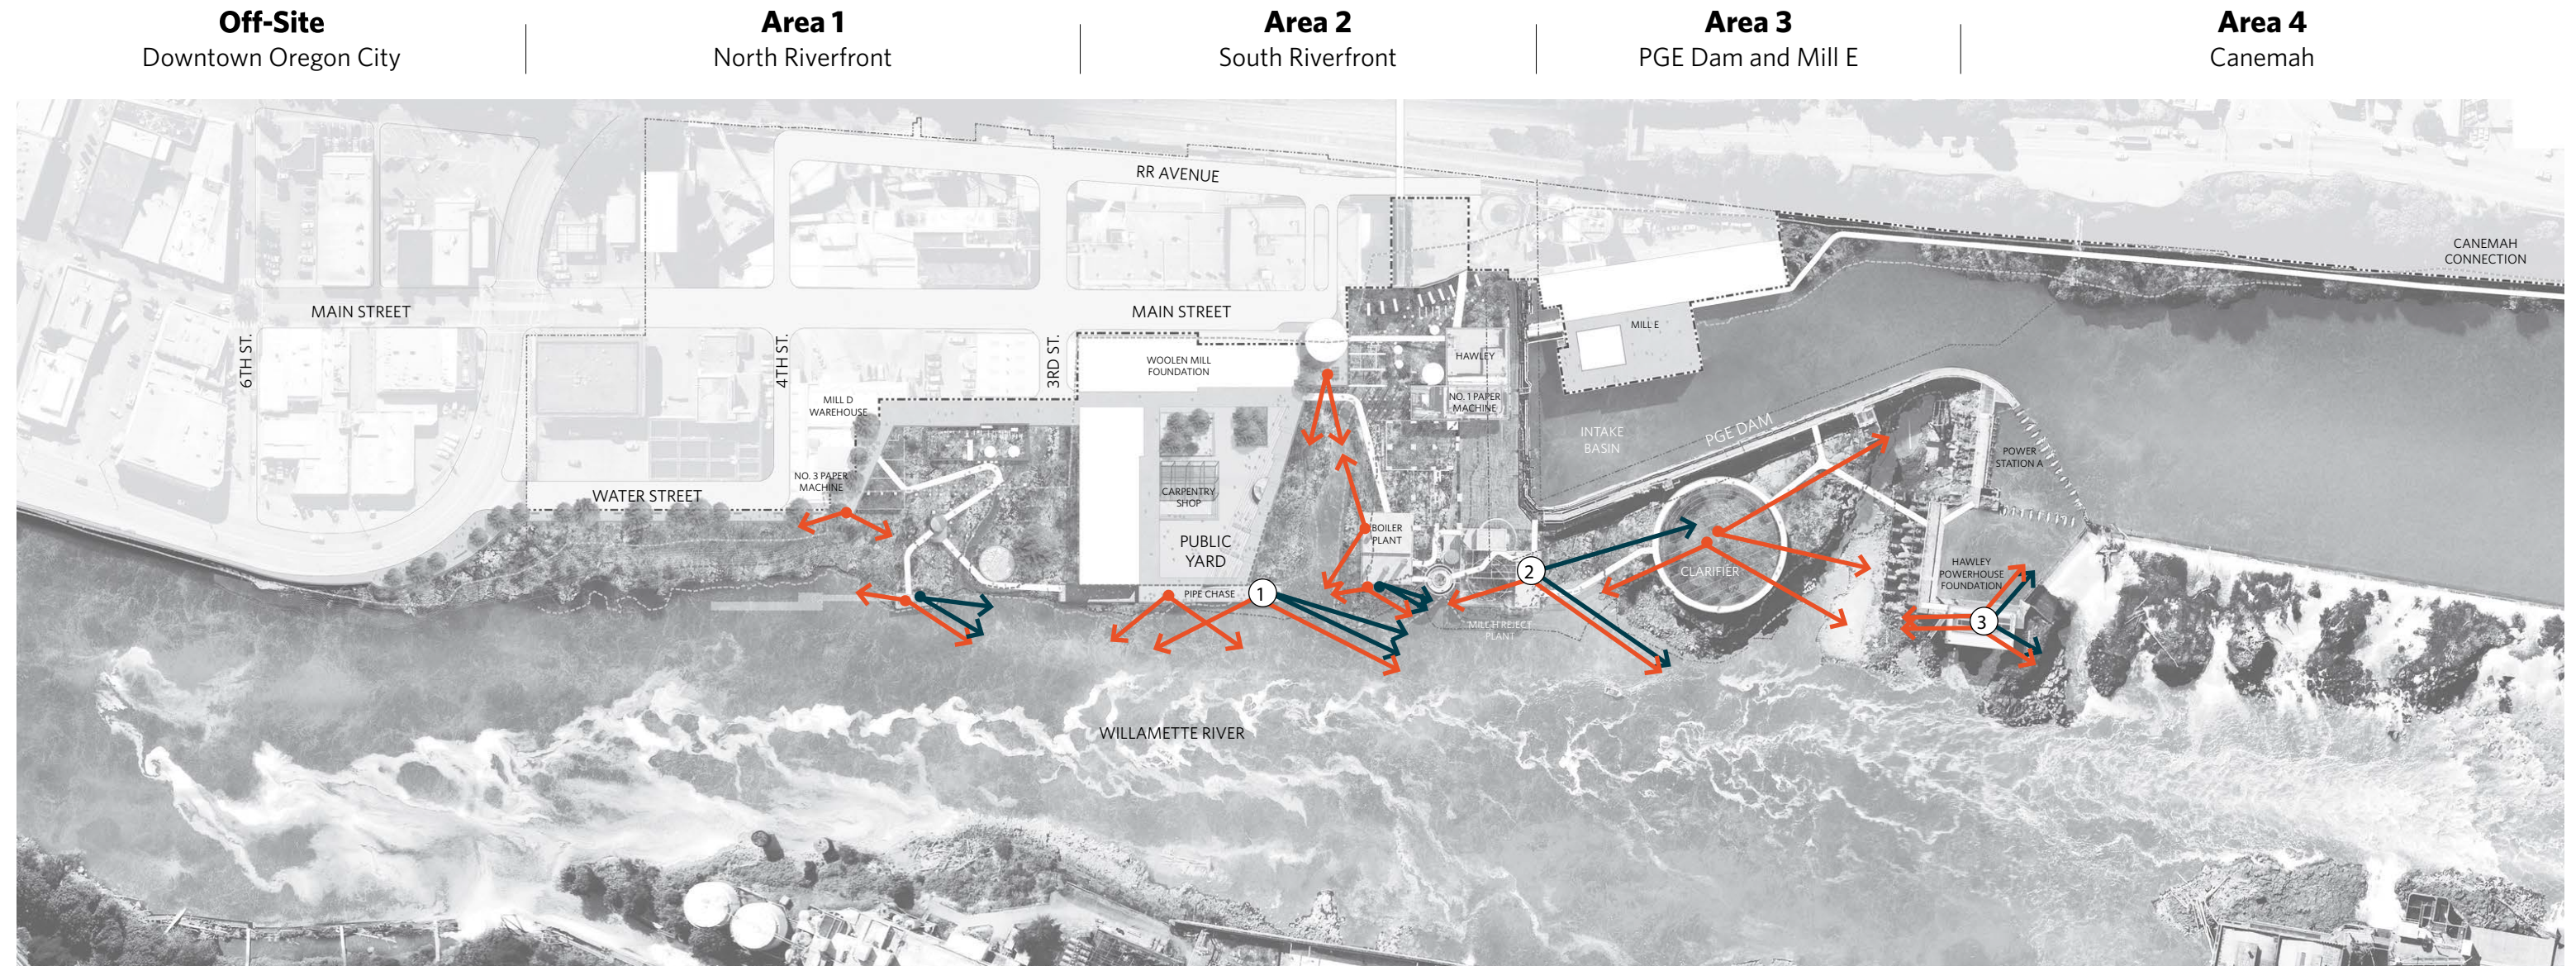 Off-Site
Downtown Oregon City
Area 1
North Riverfront
Area 2
South Riverfront
Area 3
PGE Dam and Mill E
Area 4
Canemah
RR AVENUE
CANEMAH
CONNECTION
MAIN STREET
MAIN STREET
MILL E
6TH ST.
4TH ST.
3RD ST.
WOOLEN MILL
FOUNDATION
HAWLEY
MILL D
WAREHOUSE
NO. 1 PAPER
MACHINE
INTAKE
BASIN
PGE DAM
POWER
STATION A
NO. 3 PAPER
MACHINE
WATER STREET
CARPENTRY
SHOP
BOILER
PLANT
PUBLIC
YARD
CLARIFIER
HAWLEY
POWERHOUSE
FOUNDATION
PIPE CHASE
1
2
3
MILL H REJECT
PLANT
WILLAMETTE RIVER